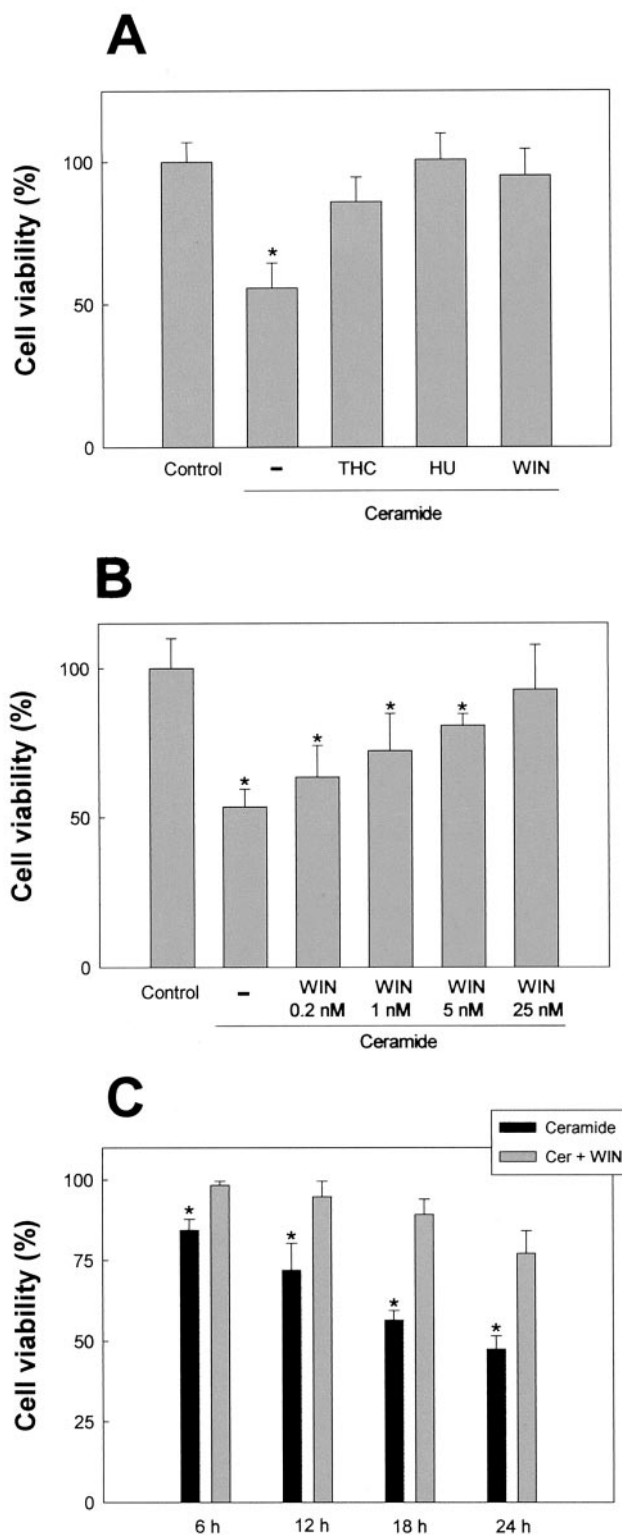 A
Cell viability (%)
100
50
0
*
Control
–
THC
HU
WIN
Ceramide
B
Cell viability (%)
100
50
0
*
*
*
*
Control
–
WIN
0.2 nM
WIN
1 nM
WIN
5 nM
WIN
25 nM
Ceramide
C
Ceramide
Cer + WIN
Cell viability (%)
100
75
50
25
0
*
*
*
*
6 h
12 h
18 h
24 h